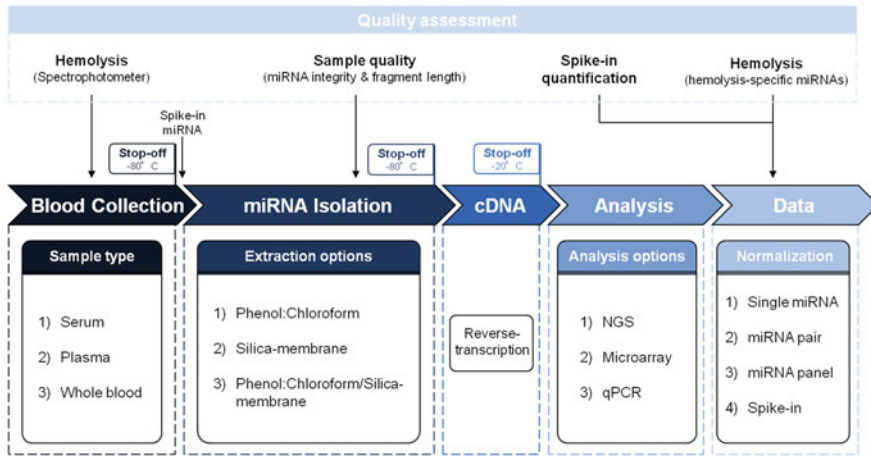 Quality assessment
Hemolysis
(Spectrophotometer)
Sample quality
(miRNA integrity & fragment length)
Spike-in
quantification
Hemolysis
(hemolysis-specific miRNAs)
Spike-in
miRNA
Stop-off
-80° C
Stop-off
-80° C
Stop-off
-20° C
Blood Collection
miRNA Isolation
cDNA
Analysis
Data
Sample type
1) Serum
2) Plasma
3) Whole blood
Extraction options
1) Phenol:Chloroform
2) Silica-membrane
3) Phenol:Chloroform/Silica-
membrane
Reverse-
transcription
Analysis options
1) NGS
2) Microarray
3) qPCR
Normalization
1) Single miRNA
2) miRNA pair
3) miRNA panel
4) Spike-in